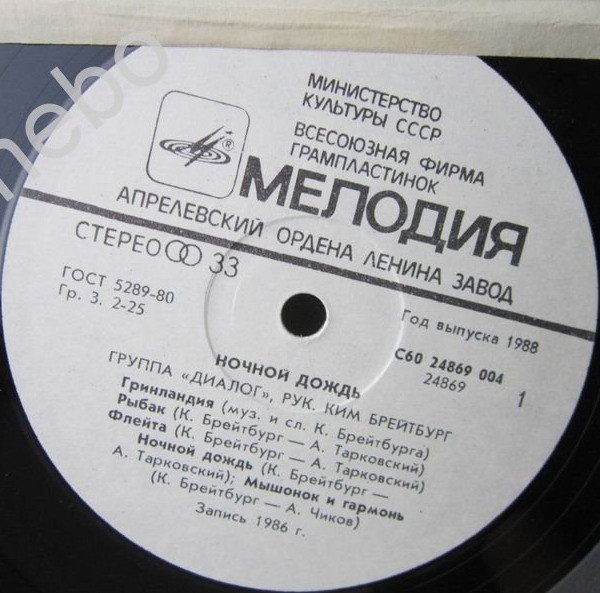 nebo
МИНИСТЕРСТВО
КУЛЬТУРЫ СССР
ВСЕСОЮЗНАЯ ФИРМА
ГРАМПЛАСТИНОК
®
МЕЛОДИЯ
АПРЕЛЕВСКИЙ ОРДЕНА ЛЕНИНА ЗАВОД
СТЕРЕО 33
ГОСТ 5289-80
Гр. 3. 2-25
Год выпуска 1988
С60 24869 004
24869
1
НОЧНОЙ ДОЖДЬ
ГРУППА «ДИАЛОГ», РУК. КИМ БРЕЙТБУРГ
Гринландия (муз. и сл. К. Брейтбурга)
Рыбак (К. Брейтбург — А. Тарковский)
Флейта (К. Брейтбург — А. Тарковский)
Ночной дождь (К. Брейтбург —
А. Тарковский); Мышонок и гармонь
(К. Брейтбург — А. Чиков)
Запись 1986 г.